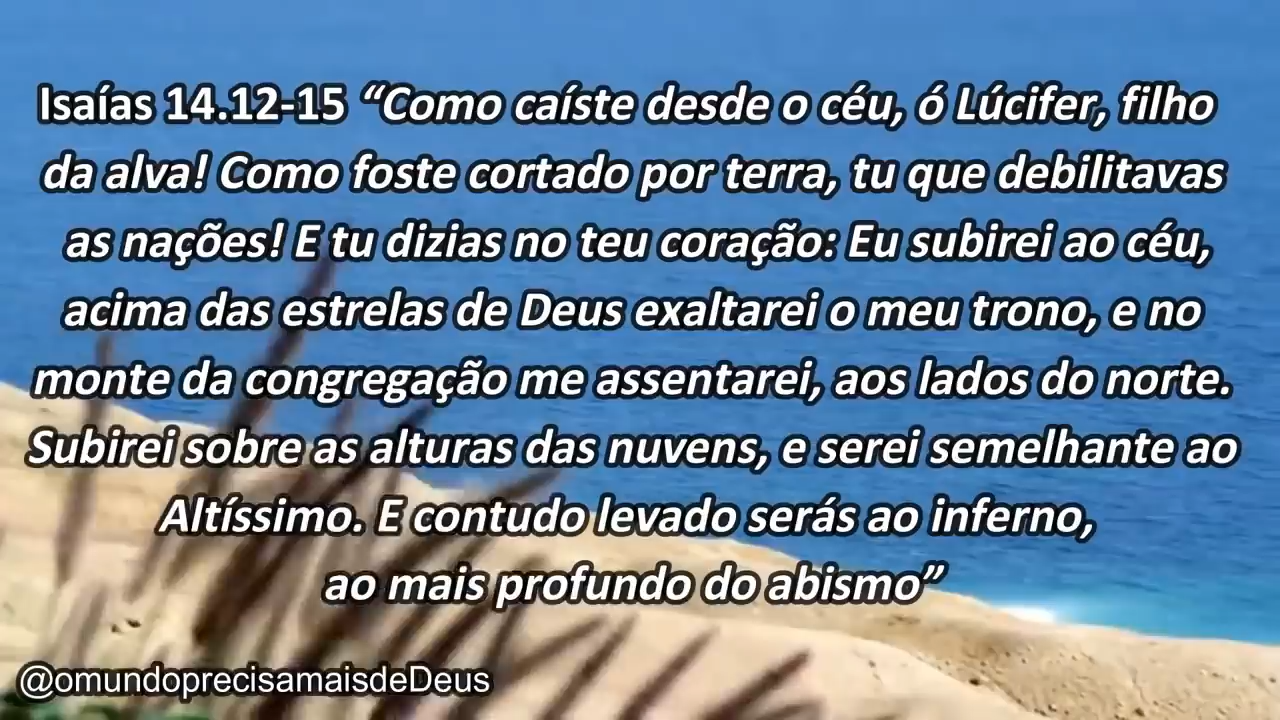 Isaías 14.12-15 “Como caíste desde o céu, ó Lúcifer, filho
da alva! Como foste cortado por terra, tu que debilitavas
as nações! E tu dizias no teu coração: Eu subirei ao céu,
acima das estrelas de Deus exaltarei o meu trono, e no
monte da congregação me assentarei, aos lados do norte.
Subirei sobre as alturas das nuvens, e serei semelhante ao
Altíssimo. E contudo levado serás ao inferno,
ao mais profundo do abismo”
@omundoprecisamaisdeDeus